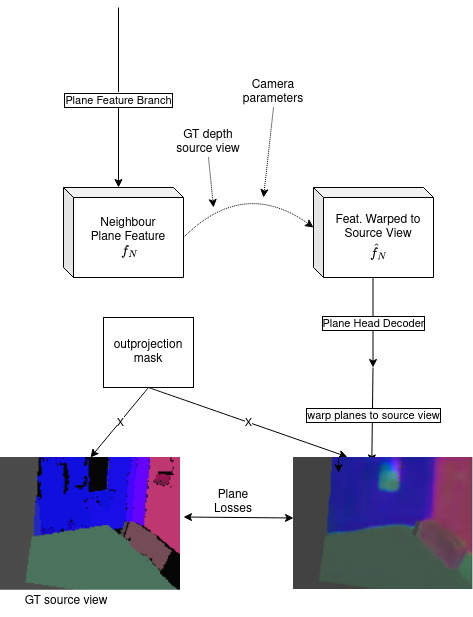 Plane Feature Branch
Camera
parameters
GT depth
source view
Neighbour
Plane Feature
f_N
Feat. Warped to
Source View
f̂_N
Plane Head Decoder
outprojection
mask
X
X
warp planes to source view
Plane
Losses
GT source view